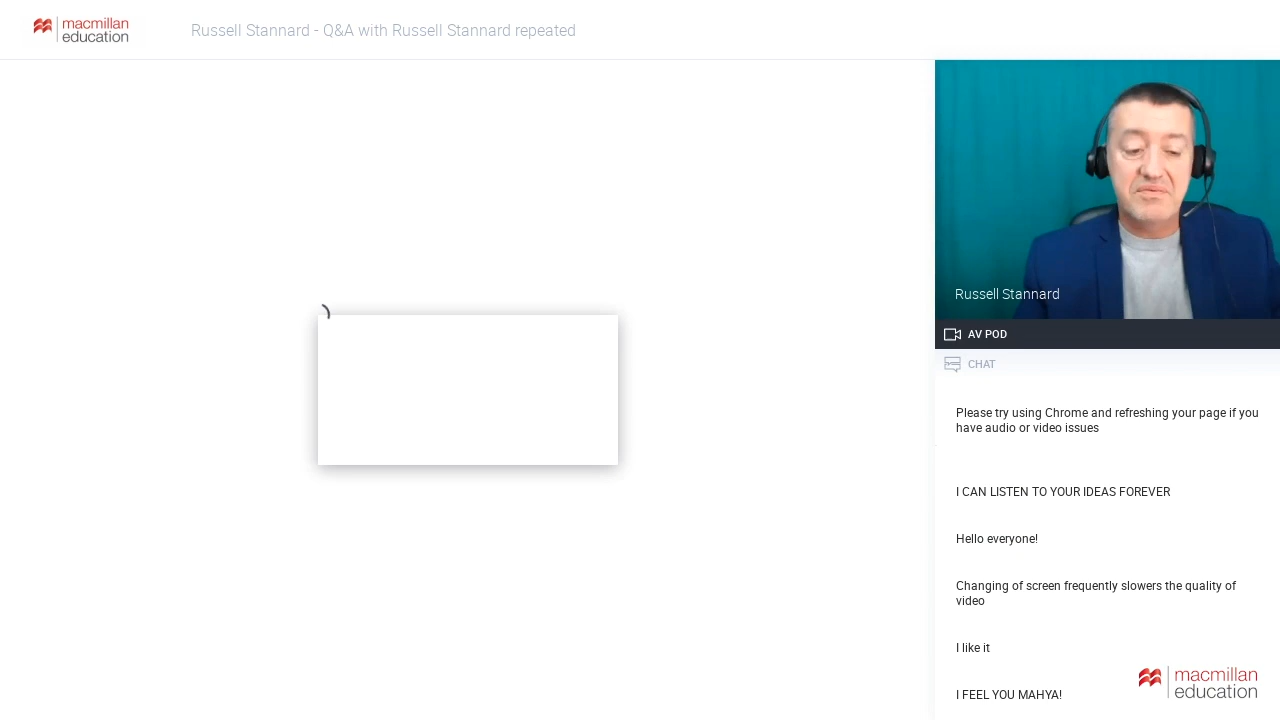 macmillan
education
Russell Stannard - Q&A with Russell Stannard repeated
Russell Stannard
AV POD
CHAT
Please try using Chrome and refreshing your page if you
have audio or video issues
I CAN LISTEN TO YOUR IDEAS FOREVER
Hello everyone!
Changing of screen frequently slowers the quality of
video
I like it
I FEEL YOU MAHYA!
macmillan
education